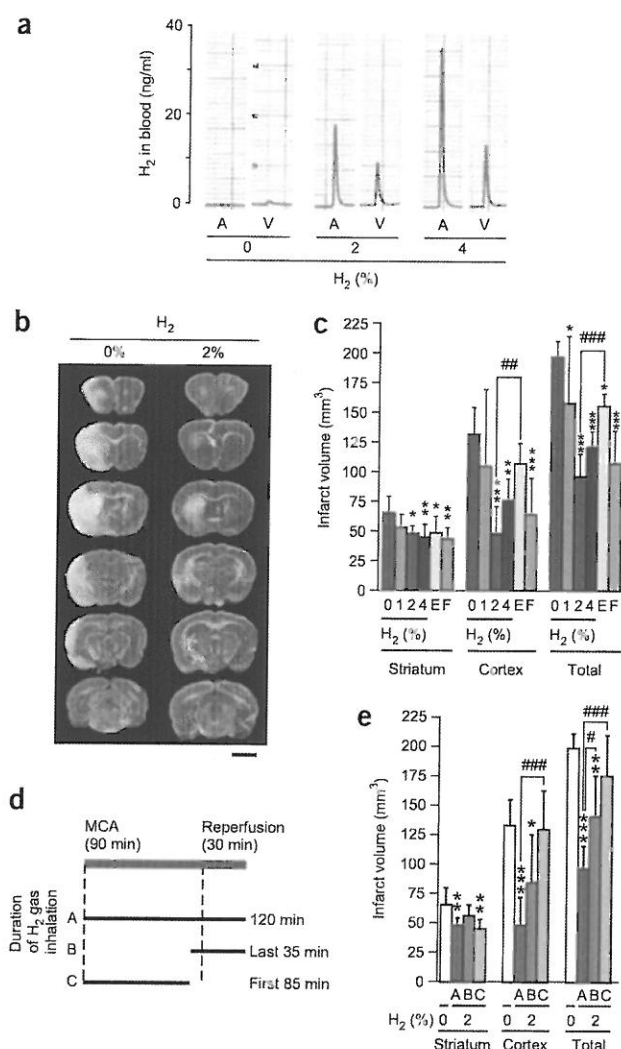 a
H₂ in blood (ng/ml)
40
20
0
A V A V A V
0 2 4
H₂ (%)
b
H₂
0% 2%
c
Infarct volume (mm³)
225
200
175
150
125
100
75
50
25
0
* ** * **
## *** ** ***
### * *** *** * ***
0 1 2 4 E F 0 1 2 4 E F 0 1 2 4 E F
H₂ (%) H₂ (%) H₂ (%)
Striatum Cortex Total
d
MCA
(90 min)
Reperfusion
(30 min)
Duration
of H₂ gas
inhalation
A 120 min
B Last 35 min
C First 85 min
e
Infarct volume (mm³)
225
200
175
150
125
100
75
50
25
0
** **
### *** *
### # *** **
A B C A B C A B C
H₂ (%) 0 2 0 2 0 2
Striatum Cortex Total